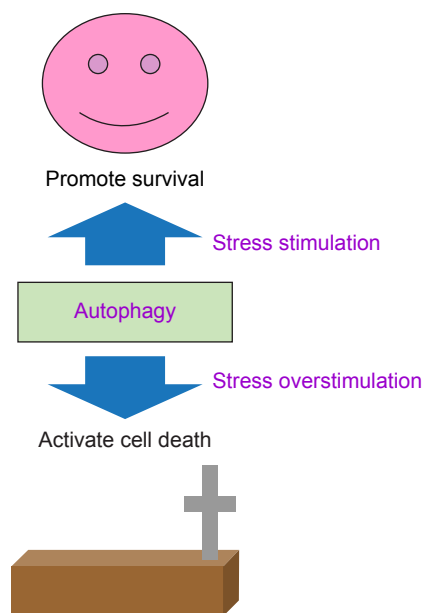 Promote survival
Stress stimulation
Autophagy
Stress overstimulation
Activate cell death